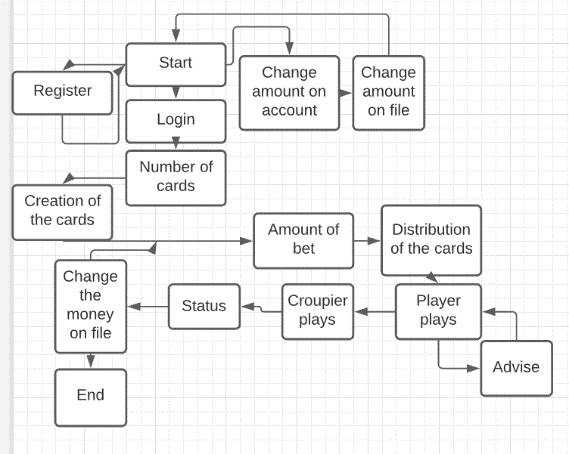 Start
Register
Change
amount on
account
Change
amount
on file
Login
Number of
cards
Creation of
the cards
Amount of
bet
Distribution
of the cards
Change
the
money
on file
Status
Croupier
plays
Player
plays
Advise
End